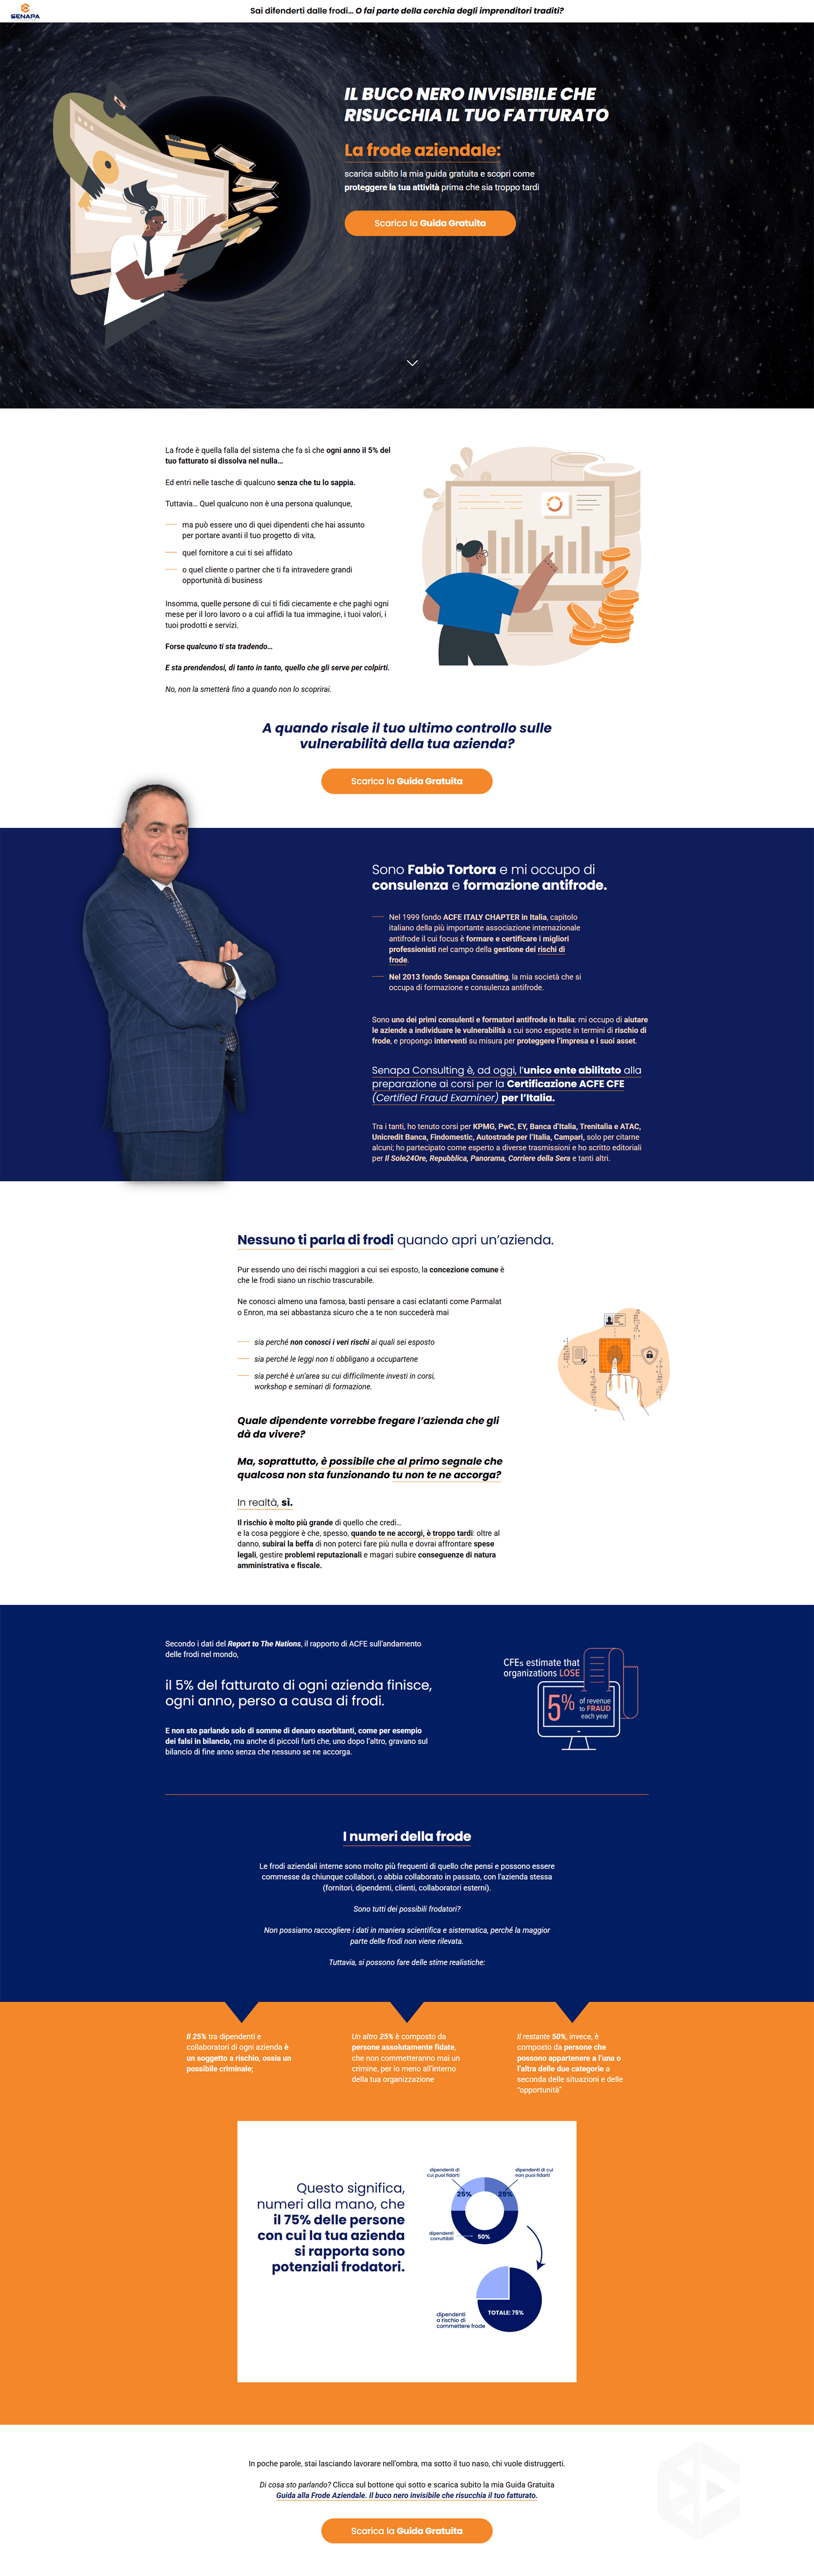 SENAPA
Sai difenderti dalle frodi... O fai parte della cerchia degli imprenditori traditi?
IL BUCO NERO INVISIBILE CHE
RISUCCHIA IL TUO FATTURATO
La frode aziendale:
scarica subito la mia guida gratuita e scopri come
proteggere la tua attività prima che sia troppo tardi
Scarica la Guida Gratuita
La frode è quella falla del sistema che fa sì che ogni anno il 5% del
tuo fatturato si dissolva nel nulla...
Ed entri nelle tasche di qualcuno senza che tu lo sappia.
Tuttavia... Quel qualcuno non è una persona qualunque,
ma può essere uno di quei dipendenti che hai assunto
per portare avanti il tuo progetto di vita,
quel fornitore a cui ti sei affidato
o quel cliente o partner che ti fa intravedere grandi
opportunità di business
Insomma, quelle persone di cui ti fidi ciecamente e che paghi ogni
mese per il loro lavoro o a cui affidi la tua immagine, i tuoi valori, i
tuoi prodotti e servizi.
Forse qualcuno ti sta tradendo...
E sta prendendosi, di tanto in tanto, quello che gli serve per colpirti.
No, non la smetterà fino a quando non lo scoprirai.
A quando risale il tuo ultimo controllo sulle
vulnerabilità della tua azienda?
Scarica la Guida Gratuita
Sono Fabio Tortora e mi occupo di
consulenza e formazione antifrode.
Nel 1999 fondo ACFE ITALY CHAPTER in Italia, capitolo
italiano della più importante associazione internazionale
antifrode il cui focus è formare e certificare i migliori
professionisti nel campo della gestione dei rischi di
frode.
Nel 2013 fondo Senapa Consulting, la mia società che si
occupa di formazione e consulenza antifrode.
Sono uno dei primi consulenti e formatori antifrode in Italia: mi occupo di aiutare
le aziende a individuare le vulnerabilità a cui sono esposte in termini di rischio di
frode, e propongo interventi su misura per proteggere l'impresa e i suoi asset.
Senapa Consulting è, ad oggi, l'unico ente abilitato alla
preparazione ai corsi per la Certificazione ACFE CFE
(Certified Fraud Examiner) per l'Italia.
Tra i tanti, ho tenuto corsi per KPMG, PwC, EY, Banca d'Italia, Trenitalia e ATAC,
Unicredit Banca, Findomestic, Autostrade per l'Italia, Campari, solo per citarne
alcuni; ho partecipato come esperto a diverse trasmissioni e ho scritto editoriali
per Il Sole24Ore, Repubblica, Panorama, Corriere della Sera e tanti altri.
Nessuno ti parla di frodi quando apri un'azienda.
Pur essendo uno dei rischi maggiori a cui sei esposto, la concezione comune è
che le frodi siano un rischio trascurabile.
Ne conosci almeno una famosa, basti pensare a casi eclatanti come Parmalat
o Enron, ma sei abbastanza sicuro che a te non succederà mai
sia perché non conosci i veri rischi ai quali sei esposto
sia perché le leggi non ti obbligano a occupartene
sia perché è un'area su cui difficilmente investi in corsi,
workshop e seminari di formazione.
Quale dipendente vorrebbe fregare l'azienda che gli
dà da vivere?
Ma, soprattutto, è possibile che al primo segnale che
qualcosa non sta funzionando tu non te ne accorga?
In realtà, sì.
Il rischio è molto più grande di quello che credi...
e la cosa peggiore è che, spesso, quando te ne accorgi, è troppo tardi: oltre al
danno, subirai la beffa di non poterci fare più nulla e dovrai affrontare spese
legali, gestire problemi reputazionali e magari subire conseguenze di natura
amministrativa e fiscale.
Secondo i dati del Report to The Nations, il rapporto di ACFE sull'andamento
delle frodi nel mondo,
il 5% del fatturato di ogni azienda finisce,
ogni anno, perso a causa di frodi.
E non sto parlando solo di somme di denaro esorbitanti, come per esempio
dei falsi in bilancio, ma anche di piccoli furti che, uno dopo l'altro, gravano sul
bilancio di fine anno senza che nessuno se ne accorga.
CFEs estimate that
organizations LOSE
5% of revenue
to FRAUD
each year
I numeri della frode
Le frodi aziendali interne sono molto più frequenti di quello che pensi e possono essere
commesse da chiunque collabori, o abbia collaborato in passato, con l'azienda stessa
(fornitori, dipendenti, clienti, collaboratori esterni).
Sono tutti dei possibili frodatori?
Non possiamo raccogliere i dati in maniera scientifica e sistematica, perché la maggior
parte delle frodi non viene rilevata.
Tuttavia, si possono fare delle stime realistiche:
Il 25% tra dipendenti e
collaboratori di ogni azienda è
un soggetto a rischio, ossia un
possibile criminale;
Un altro 25% è composto da
persone assolutamente fidate,
che non commetteranno mai un
crimine, per lo meno all'interno
della tua organizzazione
Il restante 50%, invece, è
composto da persone che
possono appartenere a l'una o
l'altra delle due categorie a
seconda delle situazioni e delle
"opportunità"
Questo significa,
numeri alla mano, che
il 75% delle persone
con cui la tua azienda
si rapporta sono
potenziali frodatori.
dipendenti di
cui puoi fidarti
dipendenti di cui
non puoi fidarti
25%
25%
dipendenti
corruttibili
50%
TOTALE: 75%
dipendenti
a rischio di
commettere frode
In poche parole, stai lasciando lavorare nell'ombra, ma sotto il tuo naso, chi vuole distruggerti.
Di cosa sto parlando? Clicca sul bottone qui sotto e scarica subito la mia Guida Gratuita
Guida alla Frode Aziendale. Il buco nero invisibile che risucchia il tuo fatturato.
Scarica la Guida Gratuita